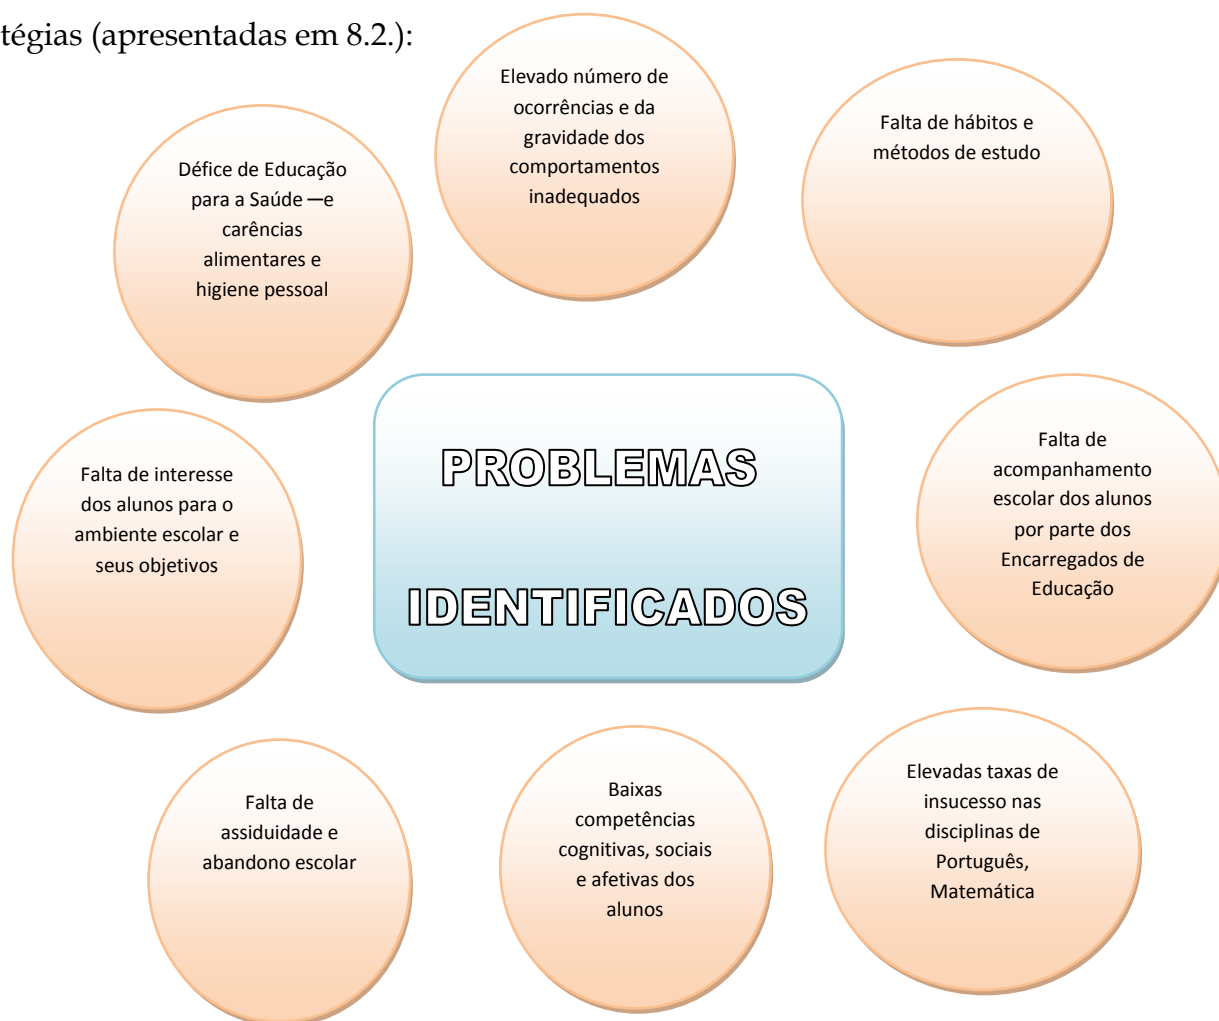 tégias (apresentadas em 8.2.):
Elevado número de
ocorrências e da
gravidade dos
comportamentos
inadequados
Falta de hábitos e
métodos de estudo
Défice de Educação
para a Saúde —e
carências
alimentares e
higiene pessoal
PROBLEMAS
IDENTIFICADOS
Falta de
acompanhamento
escolar dos alunos
por parte dos
Encarregados de
Educação
Falta de interesse
dos alunos para o
ambiente escolar e
seus objetivos
Elevadas taxas de
insucesso nas
disciplinas de
Português,
Matemática
Baixas
competências
cognitivas, sociais
e afetivas dos
alunos
Falta de
assiduidade e
abandono escolar